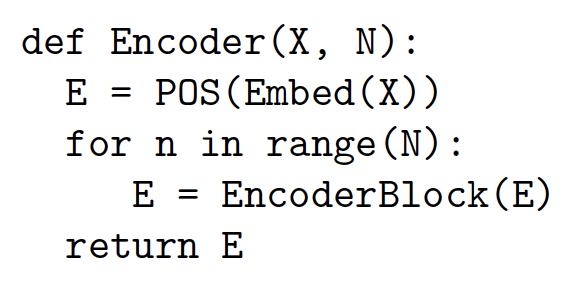 def Encoder(X, N):
  E = POS(Embed(X))
  for n in range(N):
     E = EncoderBlock(E)
  return E